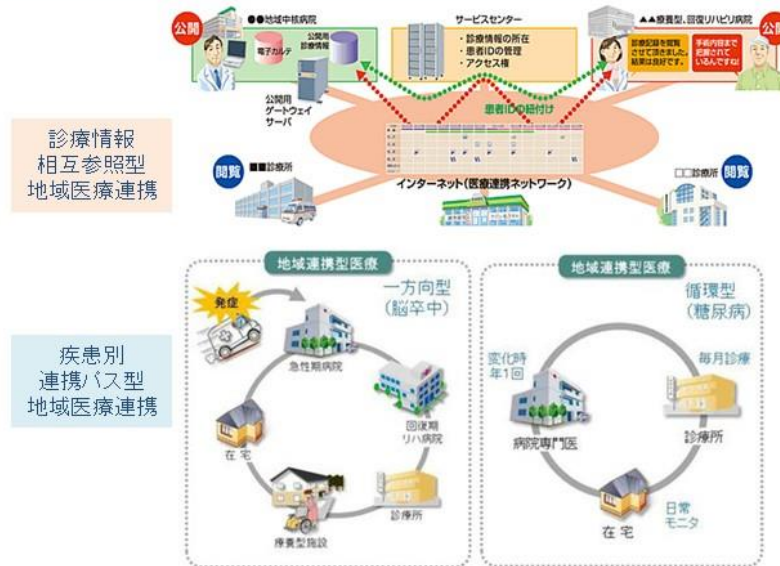 公開
●●地域中核病院
電子カルテ
公開用
診療情報
公開用
ゲートウェイ
サーバ
サービスセンター
・診療情報の所在
・患者IDの管理
・アクセス権
▲▲療養型、回復リハビリ病院
公開
診療記録を閲覧
させて頂きました。
結果は良好です。
手術内容まで
把握されて
いるんですね!
患者IDの紐付け
診療情報
相互参照型
地域医療連携
閲覧
■■診療所
インターネット(医療連携ネットワーク)
□□診療所
閲覧
疾患別
連携パス型
地域医療連携
地域連携型医療
一方向型
(脳卒中)
発症
急性期病院
回復期
リハ病院
診療所
療養型施設
在宅
地域連携型医療
循環型
(糖尿病)
変化時
年1回
病院専門医
毎月診療
診療所
日常
モニタ
在宅